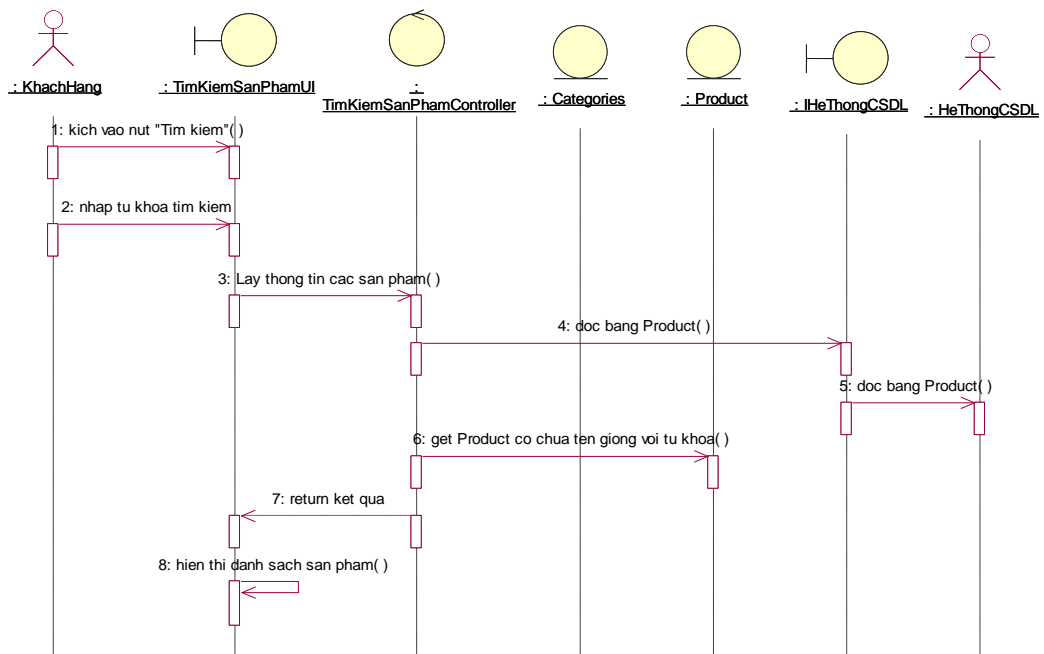 : KhachHang
: TimKiemSanPhamUI
:
TimKiemSanPhamController
: Categories
: Product
: IHeThongCSDL
: HeThongCSDL
1: kich vao nut "Tim kiem"( )
2: nhap tu khoa tim kiem
3: Lay thong tin cac san pham( )
4: doc bang Product( )
5: doc bang Product( )
6: get Product co chua ten giong voi tu khoa( )
7: return ket qua
8: hien thi danh sach san pham( )